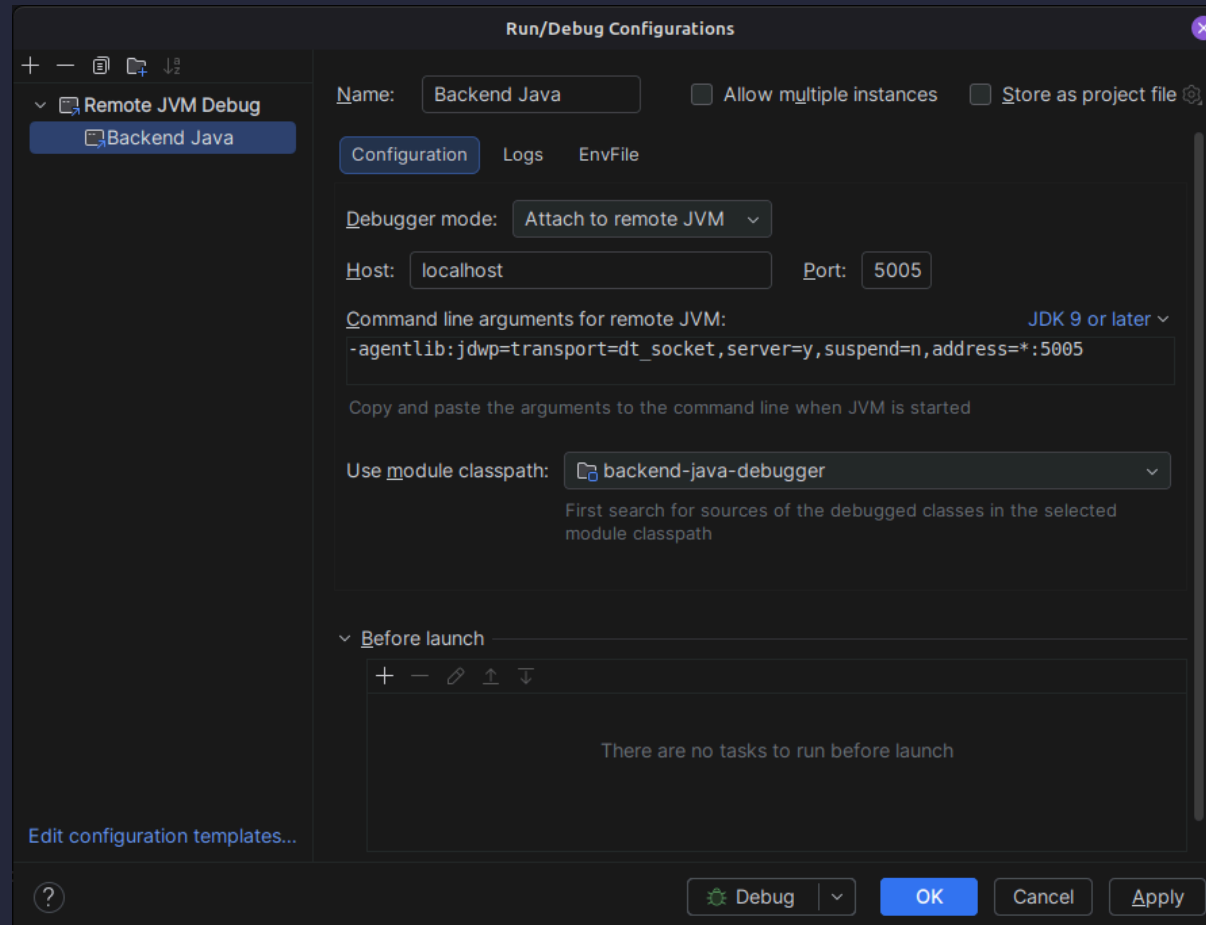 Run/Debug Configurations
Remote JVM Debug
Backend Java
Edit configuration templates...
Name: Backend Java Allow multiple instances Store as project file
Configuration Logs EnvFile
Debugger mode: Attach to remote JVM
Host: localhost Port: 5005
Command line arguments for remote JVM: JDK 9 or later
-agentlib:jdwp=transport=dt_socket,server=y,suspend=n,address=*:5005
Copy and paste the arguments to the command line when JVM is started
Use module classpath: backend-java-debugger
First search for sources of the debugged classes in the selected
module classpath
Before launch
There are no tasks to run before launch
? Debug OK Cancel Apply